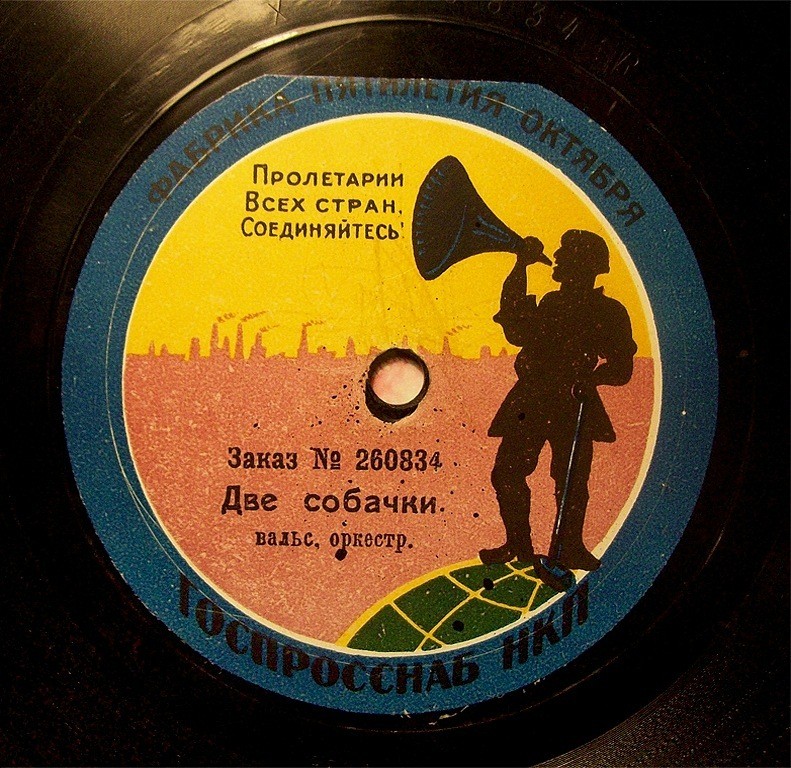 ФАБРИКА ПЯТИЛЕТИЯ ОКТЯБРЯ
ПРОЛЕТАРИИ
ВСЕХ СТРАН,
СОЕДИНЯЙТЕСЬ!
Заказ № 260834
Две собачки.
вальс, оркестр.
ГОСПРОССНАБ НКП